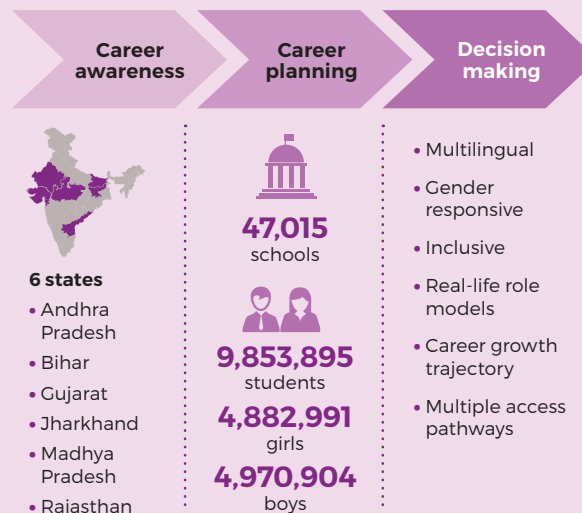 Career
awareness
Career
planning
Decision
making
6 states
• Andhra
Pradesh
• Bihar
• Gujarat
• Jharkhand
• Madhya
Pradesh
• Rajasthan
47,015
schools
9,853,895
students
4,882,991
girls
4,970,904
boys
• Multilingual
• Gender
responsive
• Inclusive
• Real-life role
models
• Career growth
trajectory
• Multiple access
pathways